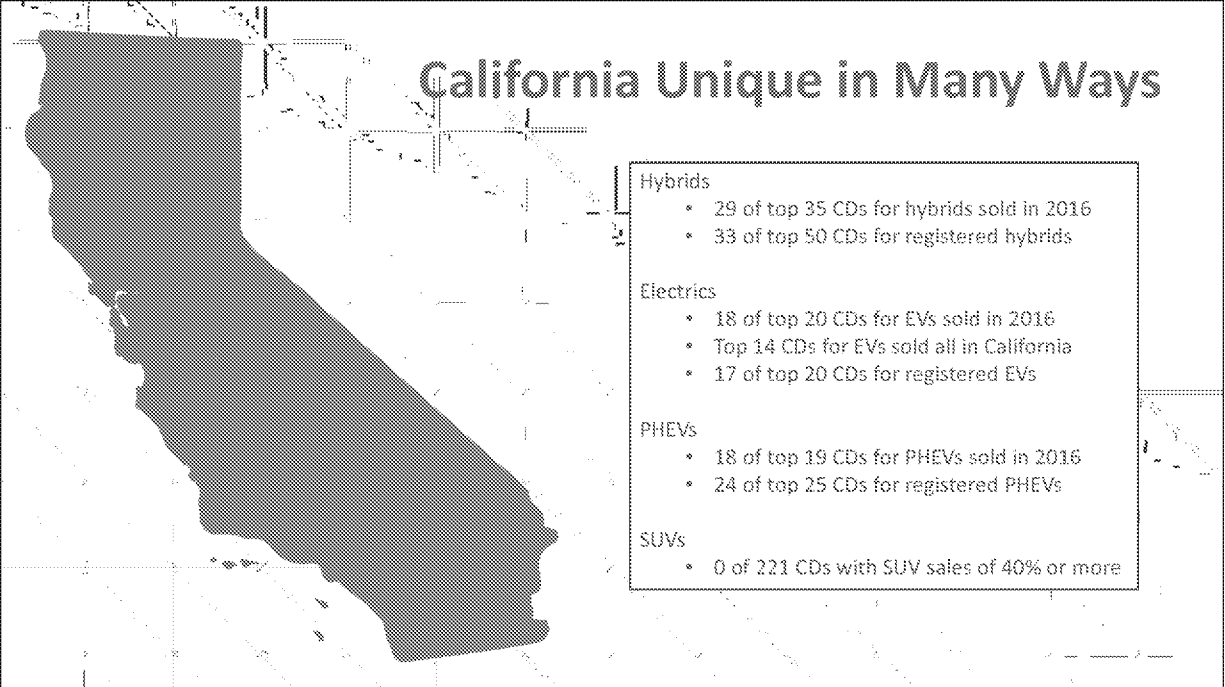 California Unique in Many Ways
Hybrids
• 29 of top 35 CDs for hybrids sold in 2016
• 33 of top 50 CDs for registered hybrids
Electrics
• 18 of top 20 CDs for EVs sold in 2016
• Top 14 CDs for EVs sold all in California
• 17 of top 20 CDs for registered EVs
PHEVs
• 18 of top 19 CDs for PHEVs sold in 2016
• 24 of top 25 CDs for registered PHEVs
SUVs
• 0 of 221 CDs with SUV sales of 40% or more